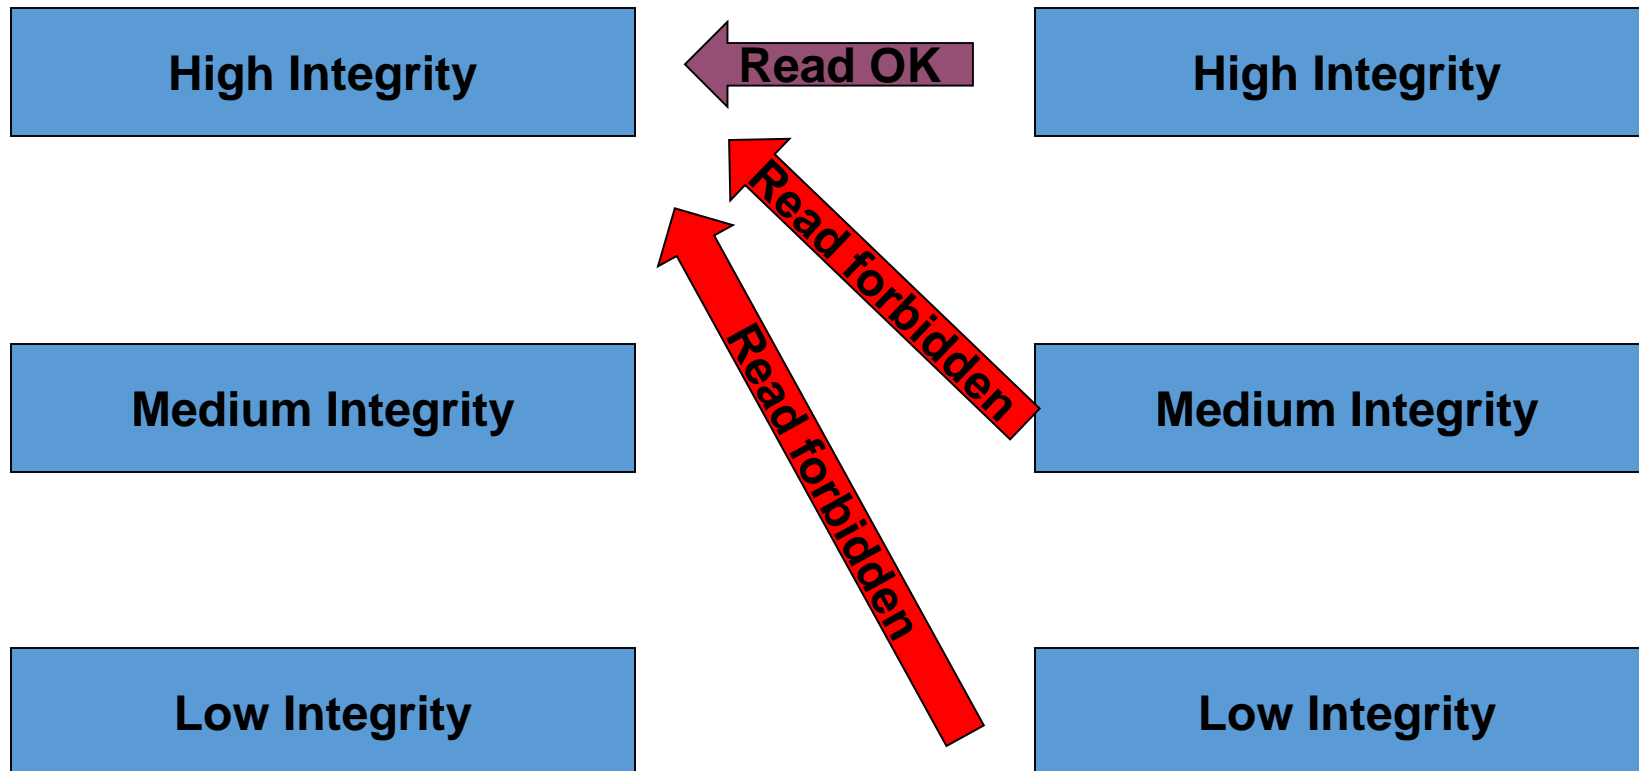 High Integrity
Read OK
High Integrity
Read forbidden
Read forbidden
Medium Integrity
Medium Integrity
Low Integrity
Low Integrity